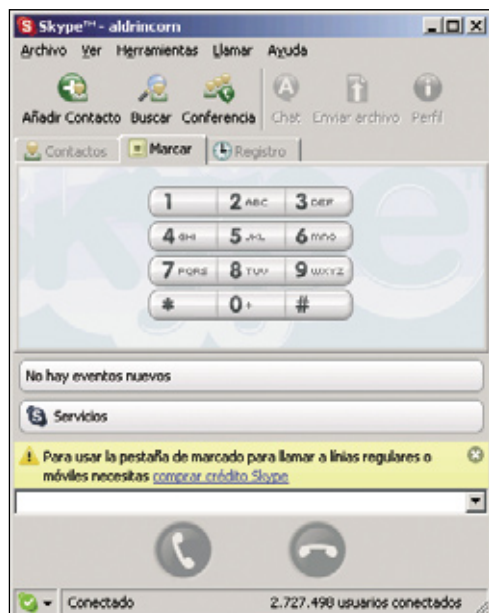 Skype™ - aldrincorn
Archivo Ver Herramientas Llamar Ayuda
Añadir Contacto Buscar Conferencia Chat Enviar archivo Perfil
Contactos Marcar Registro
1 2 ABC 3 DEF
4 GHI 5 JKL 6 MNO
7 PQRS 8 TUV 9 WXYZ
* 0 + #
No hay eventos nuevos
Servicios
Para usar la pestaña de marcado para llamar a línias regulares o
móviles necesitas comprar crédito Skype
Conectado 2.727.498 usuarios conectados